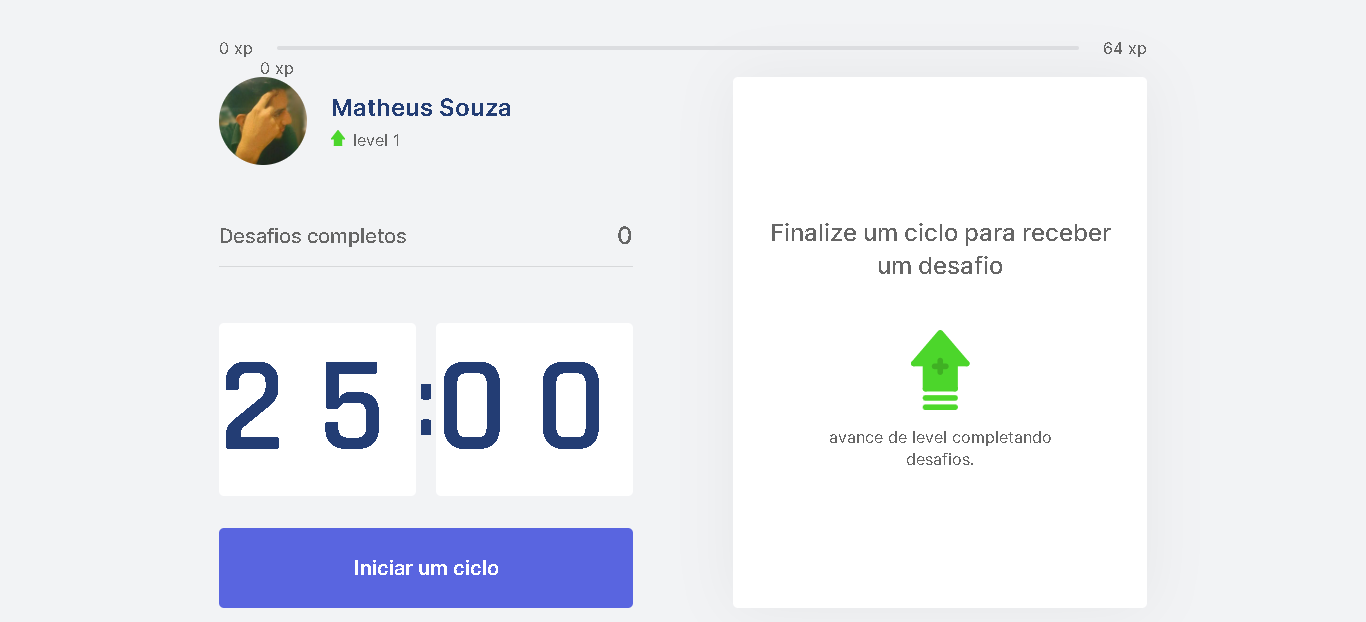 0 xp
64 xp
0 xp
Matheus Souza
level 1
Desafios completos
0
25:00
Iniciar um ciclo
Finalize um ciclo para receber
um desafio
avance de level completando
desafios.